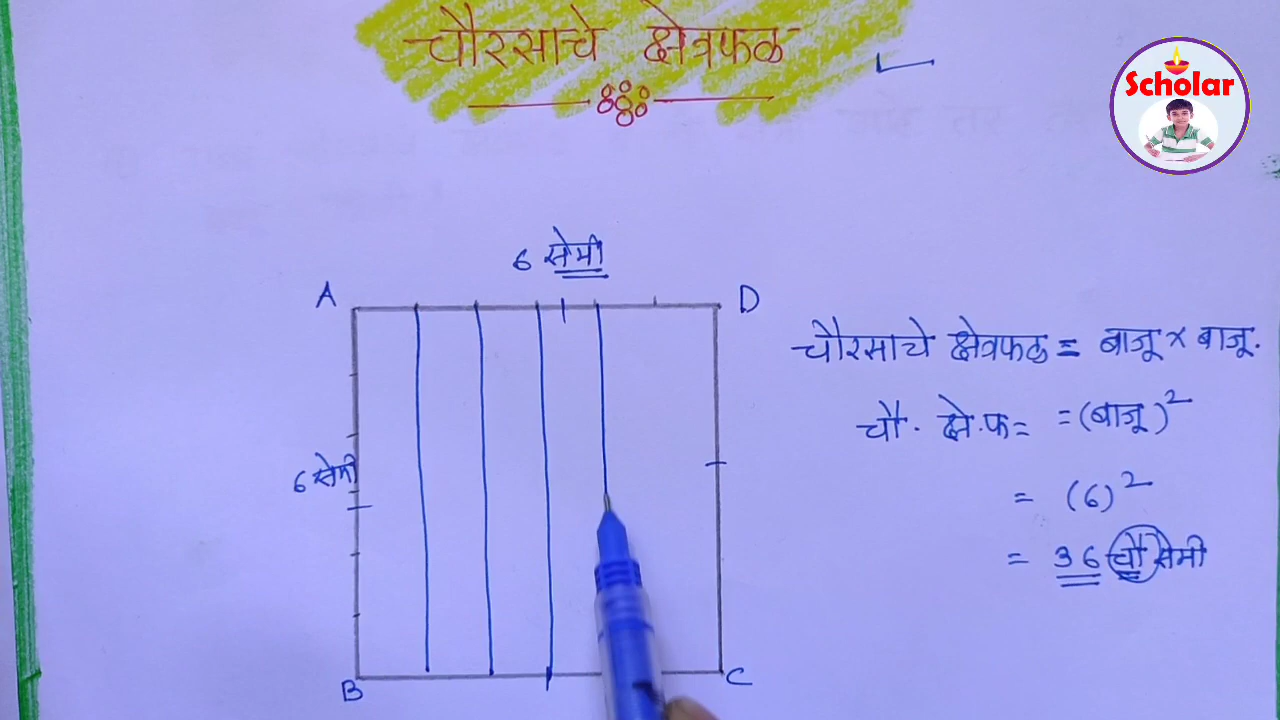 चौरसाचे क्षेत्रफळ
Scholar
6 सेमी
A
D
6 सेमी
B
C
चौरसाचे क्षेत्रफळ = बाजू × बाजू.
चौ. क्षे.फ = = (बाजू)²
= (6)²
= 36 चौ सेमी